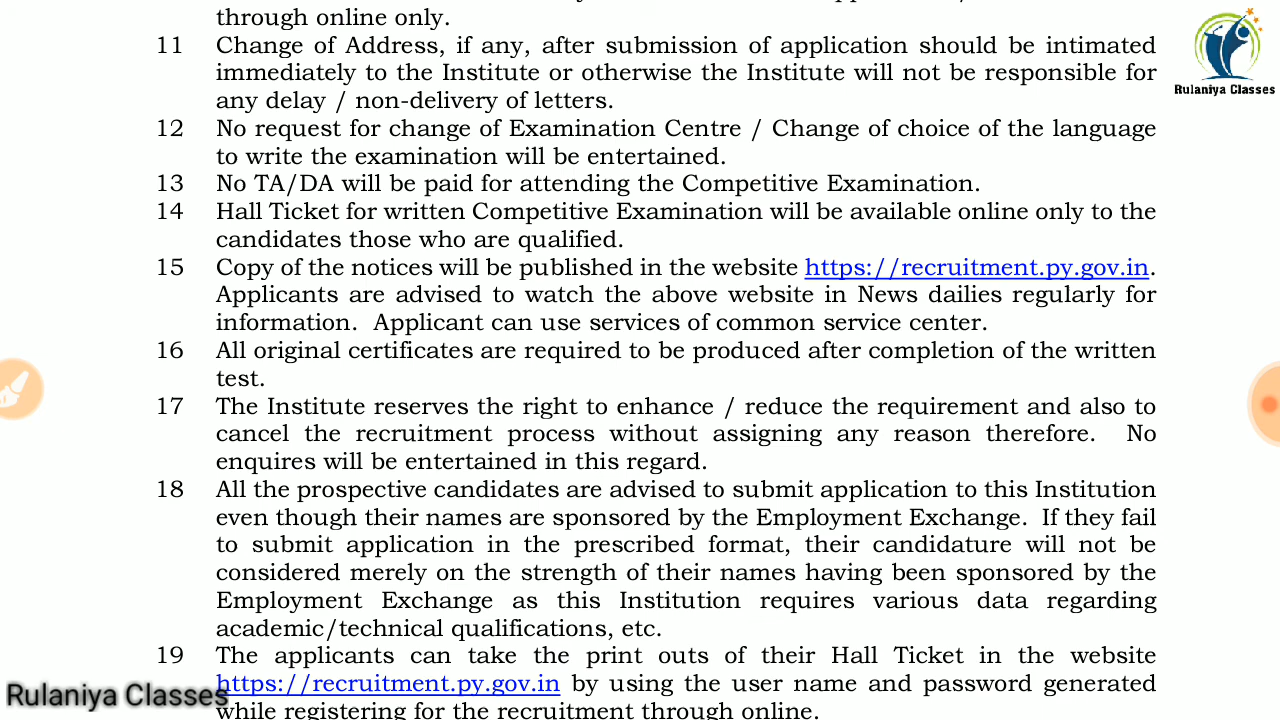 through online only.
11 Change of Address, if any, after submission of application should be intimated
immediately to the Institute or otherwise the Institute will not be responsible for
any delay / non-delivery of letters.
12 No request for change of Examination Centre / Change of choice of the language
to write the examination will be entertained.
13 No TA/DA will be paid for attending the Competitive Examination.
14 Hall Ticket for written Competitive Examination will be available online only to the
candidates those who are qualified.
15 Copy of the notices will be published in the website https://recruitment.py.gov.in.
Applicants are advised to watch the above website in News dailies regularly for
information. Applicant can use services of common service center.
16 All original certificates are required to be produced after completion of the written
test.
17 The Institute reserves the right to enhance / reduce the requirement and also to
cancel the recruitment process without assigning any reason therefore. No
enquires will be entertained in this regard.
18 All the prospective candidates are advised to submit application to this Institution
even though their names are sponsored by the Employment Exchange. If they fail
to submit application in the prescribed format, their candidature will not be
considered merely on the strength of their names having been sponsored by the
Employment Exchange as this Institution requires various data regarding
academic/technical qualifications, etc.
19 The applicants can take the print outs of their Hall Ticket in the website
https://recruitment.py.gov.in by using the user name and password generated
while registering for the recruitment through online.
Rulaniya Classes
Rulaniya Classes